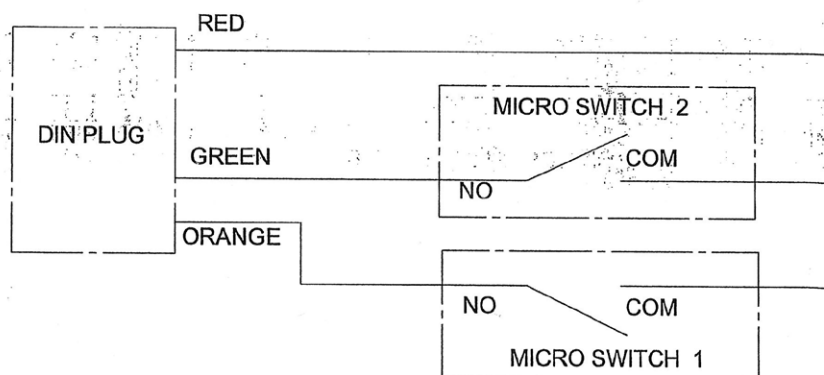 RED
MICRO SWITCH 2
DIN PLUG
GREEN
COM
NO
ORANGE
NO
COM
MICRO SWITCH 1